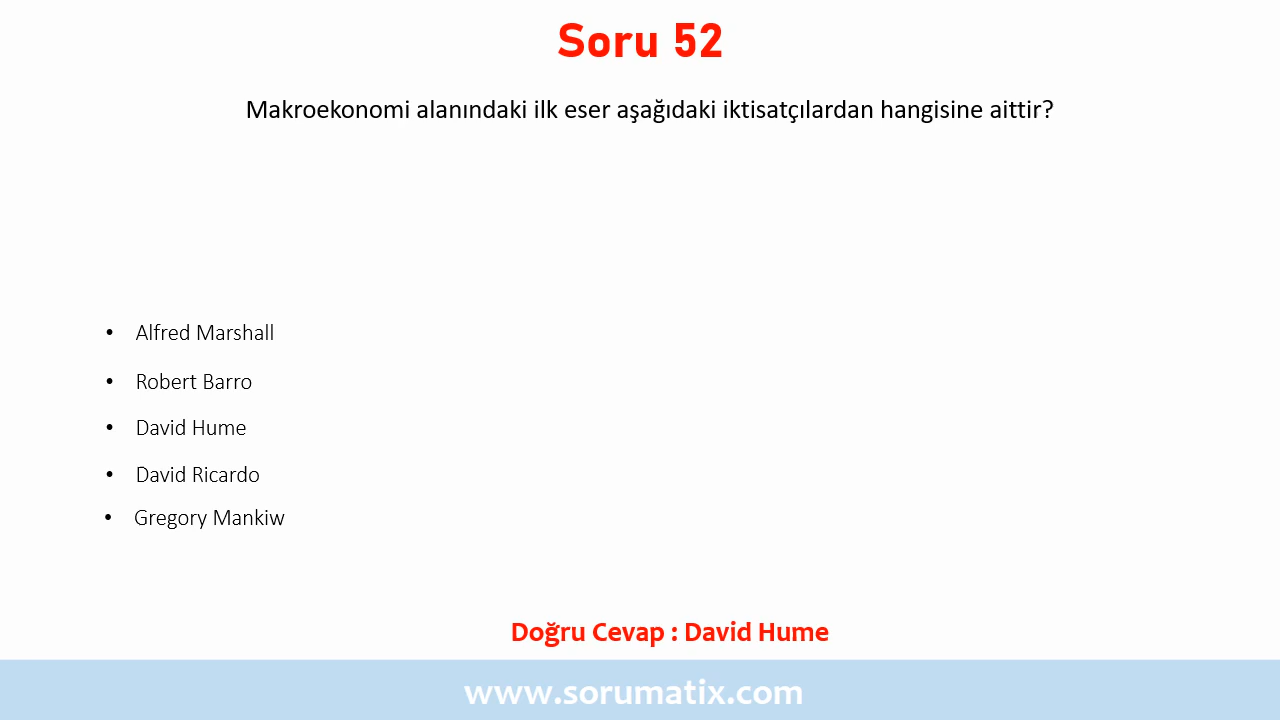 Soru 52
Makroekonomi alanındaki ilk eser aşağıdaki iktisatçılardan hangisine aittir?
• Alfred Marshall
• Robert Barro
• David Hume
• David Ricardo
• Gregory Mankiw
Doğru Cevap : David Hume
www.sorumatix.com